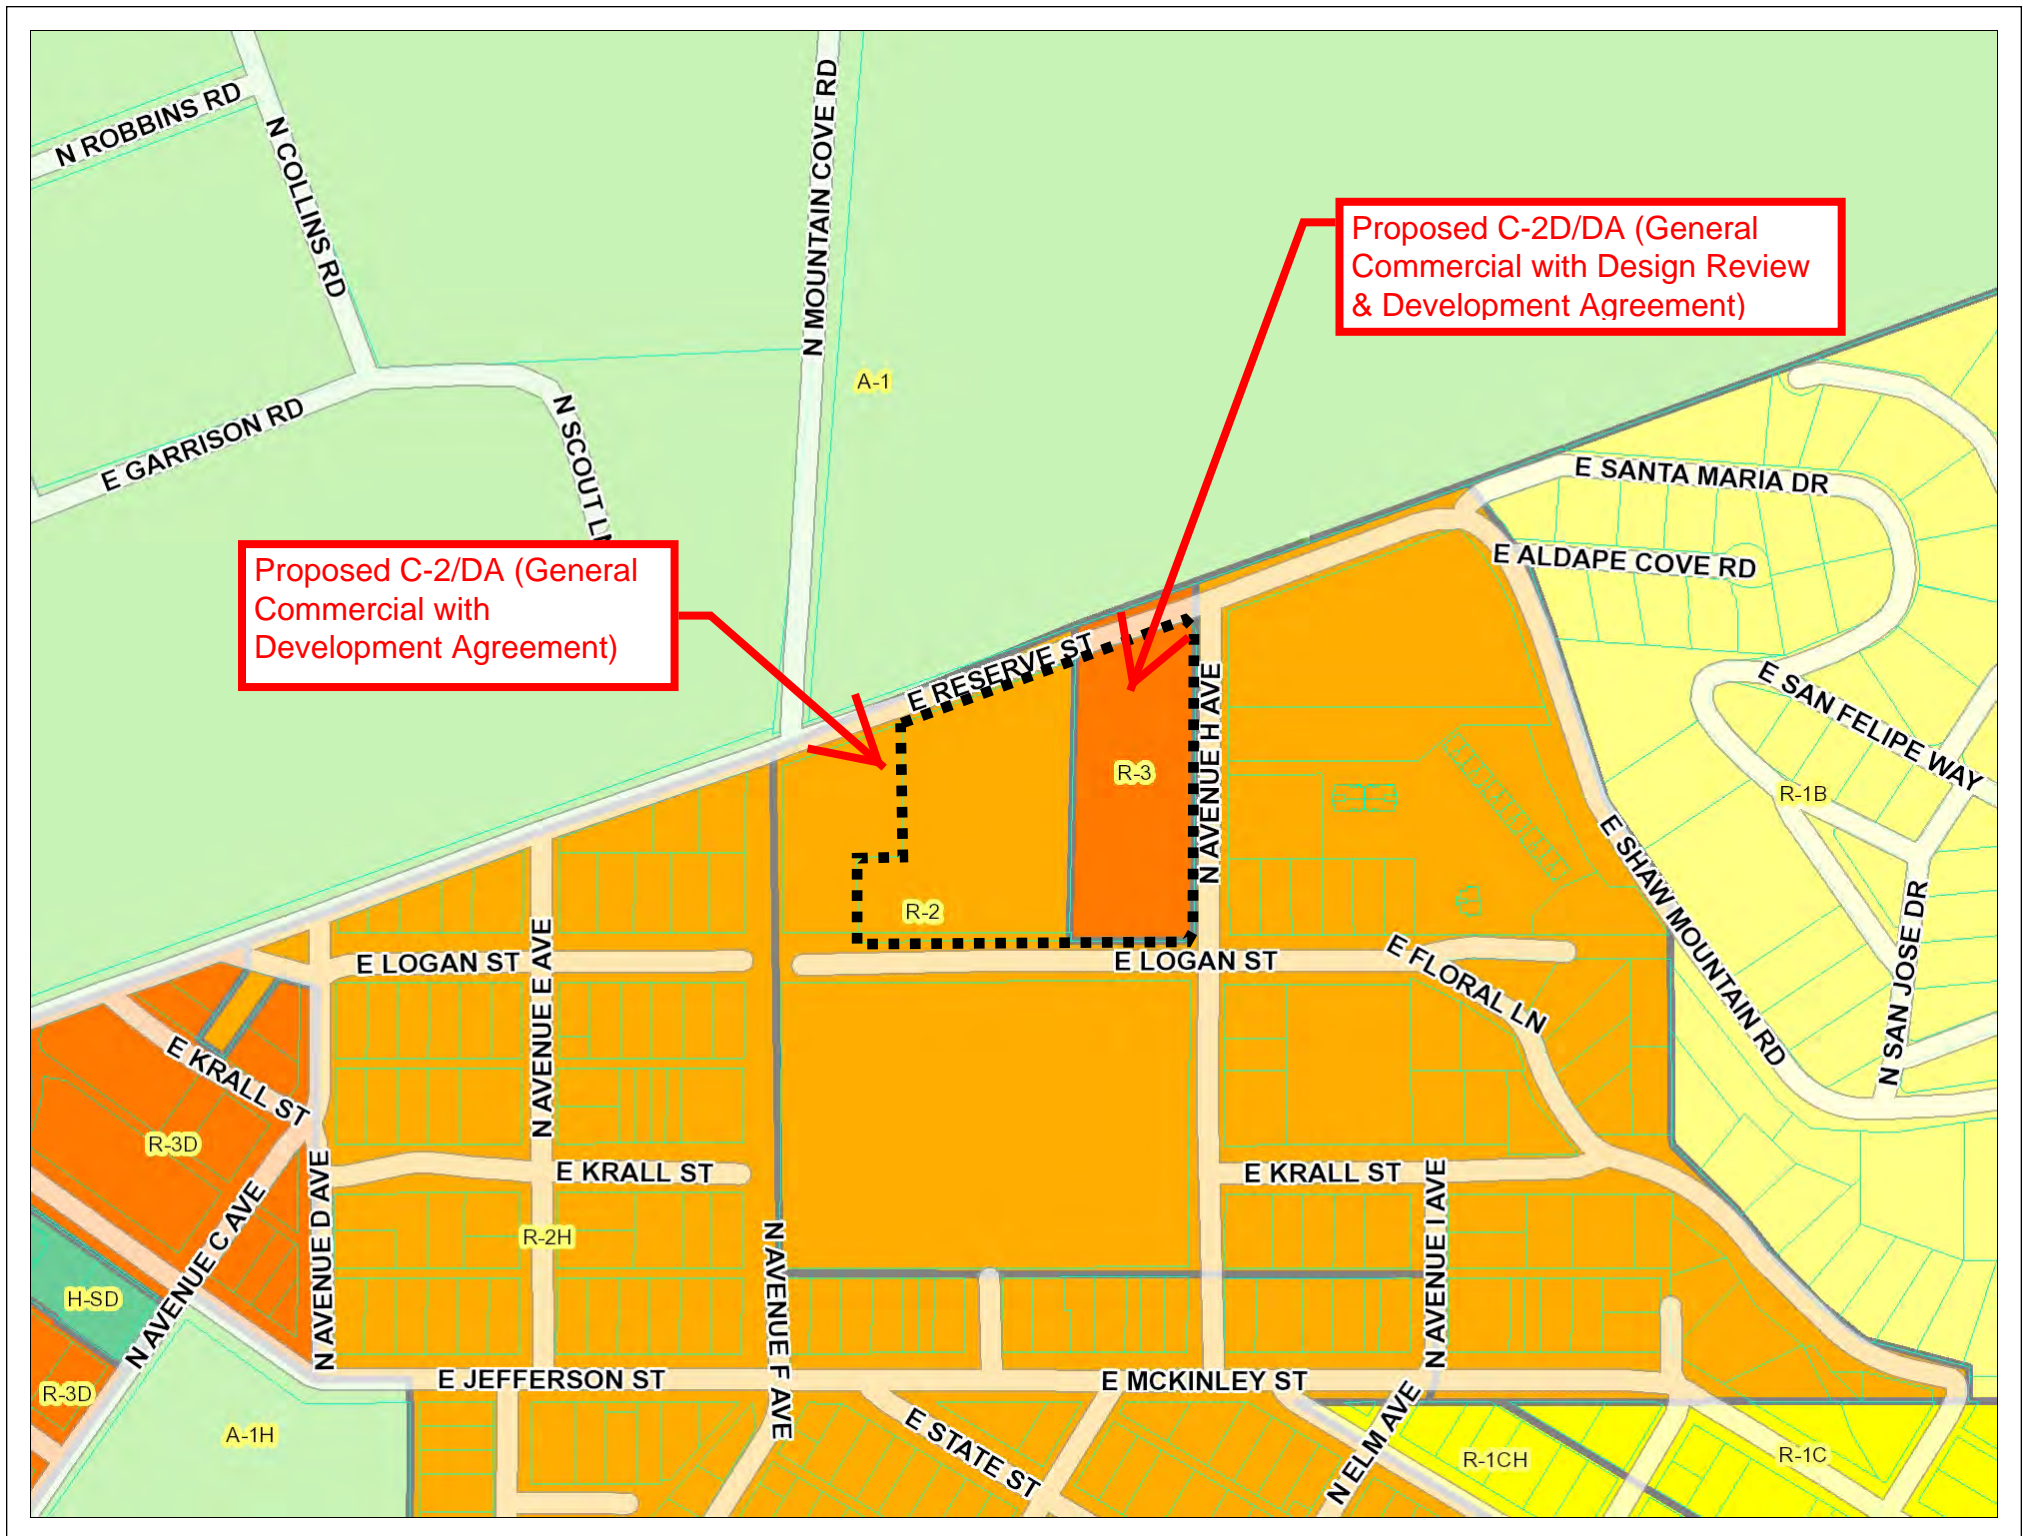 N ROBBINS RD
N COLLINS RD
N MOUNTAIN COVE RD
Proposed C-2D/DA (General
Commercial with Design Review
& Development Agreement)
A-1
E GARRISON RD
N SCOUT LN
E SANTA MARIA DR
E ALDAPE COVE RD
Proposed C-2/DA (General
Commercial with
Development Agreement)
E RESERVE ST
N AVENUE H AVE
E SAN FELIPE WAY
R-3
R-1B
E SHAW MOUNTAIN RD
R-2
N SAN JOSE DR
N AVENUE E AVE
E LOGAN ST
E LOGAN ST
E FLORAL LN
E KRALL ST
R-3D
N AVENUE D AVE
E KRALL ST
E KRALL ST
N AVENUE I AVE
N AVENUE C AVE
R-2H
N AVENUE F AVE
H-SD
E JEFFERSON ST
E MCKINLEY ST
R-3D
N ELM AVE
A-1H
E STATE ST
R-1CH
R-1C